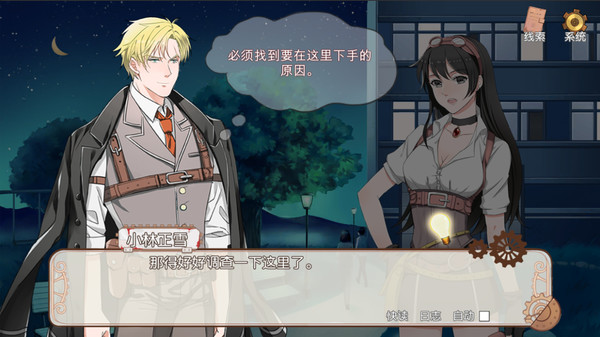 线索
系统
必须找到要在这里下手的
原因。
小林正雪
那得好好调查一下这里了。
快读 日志 自动